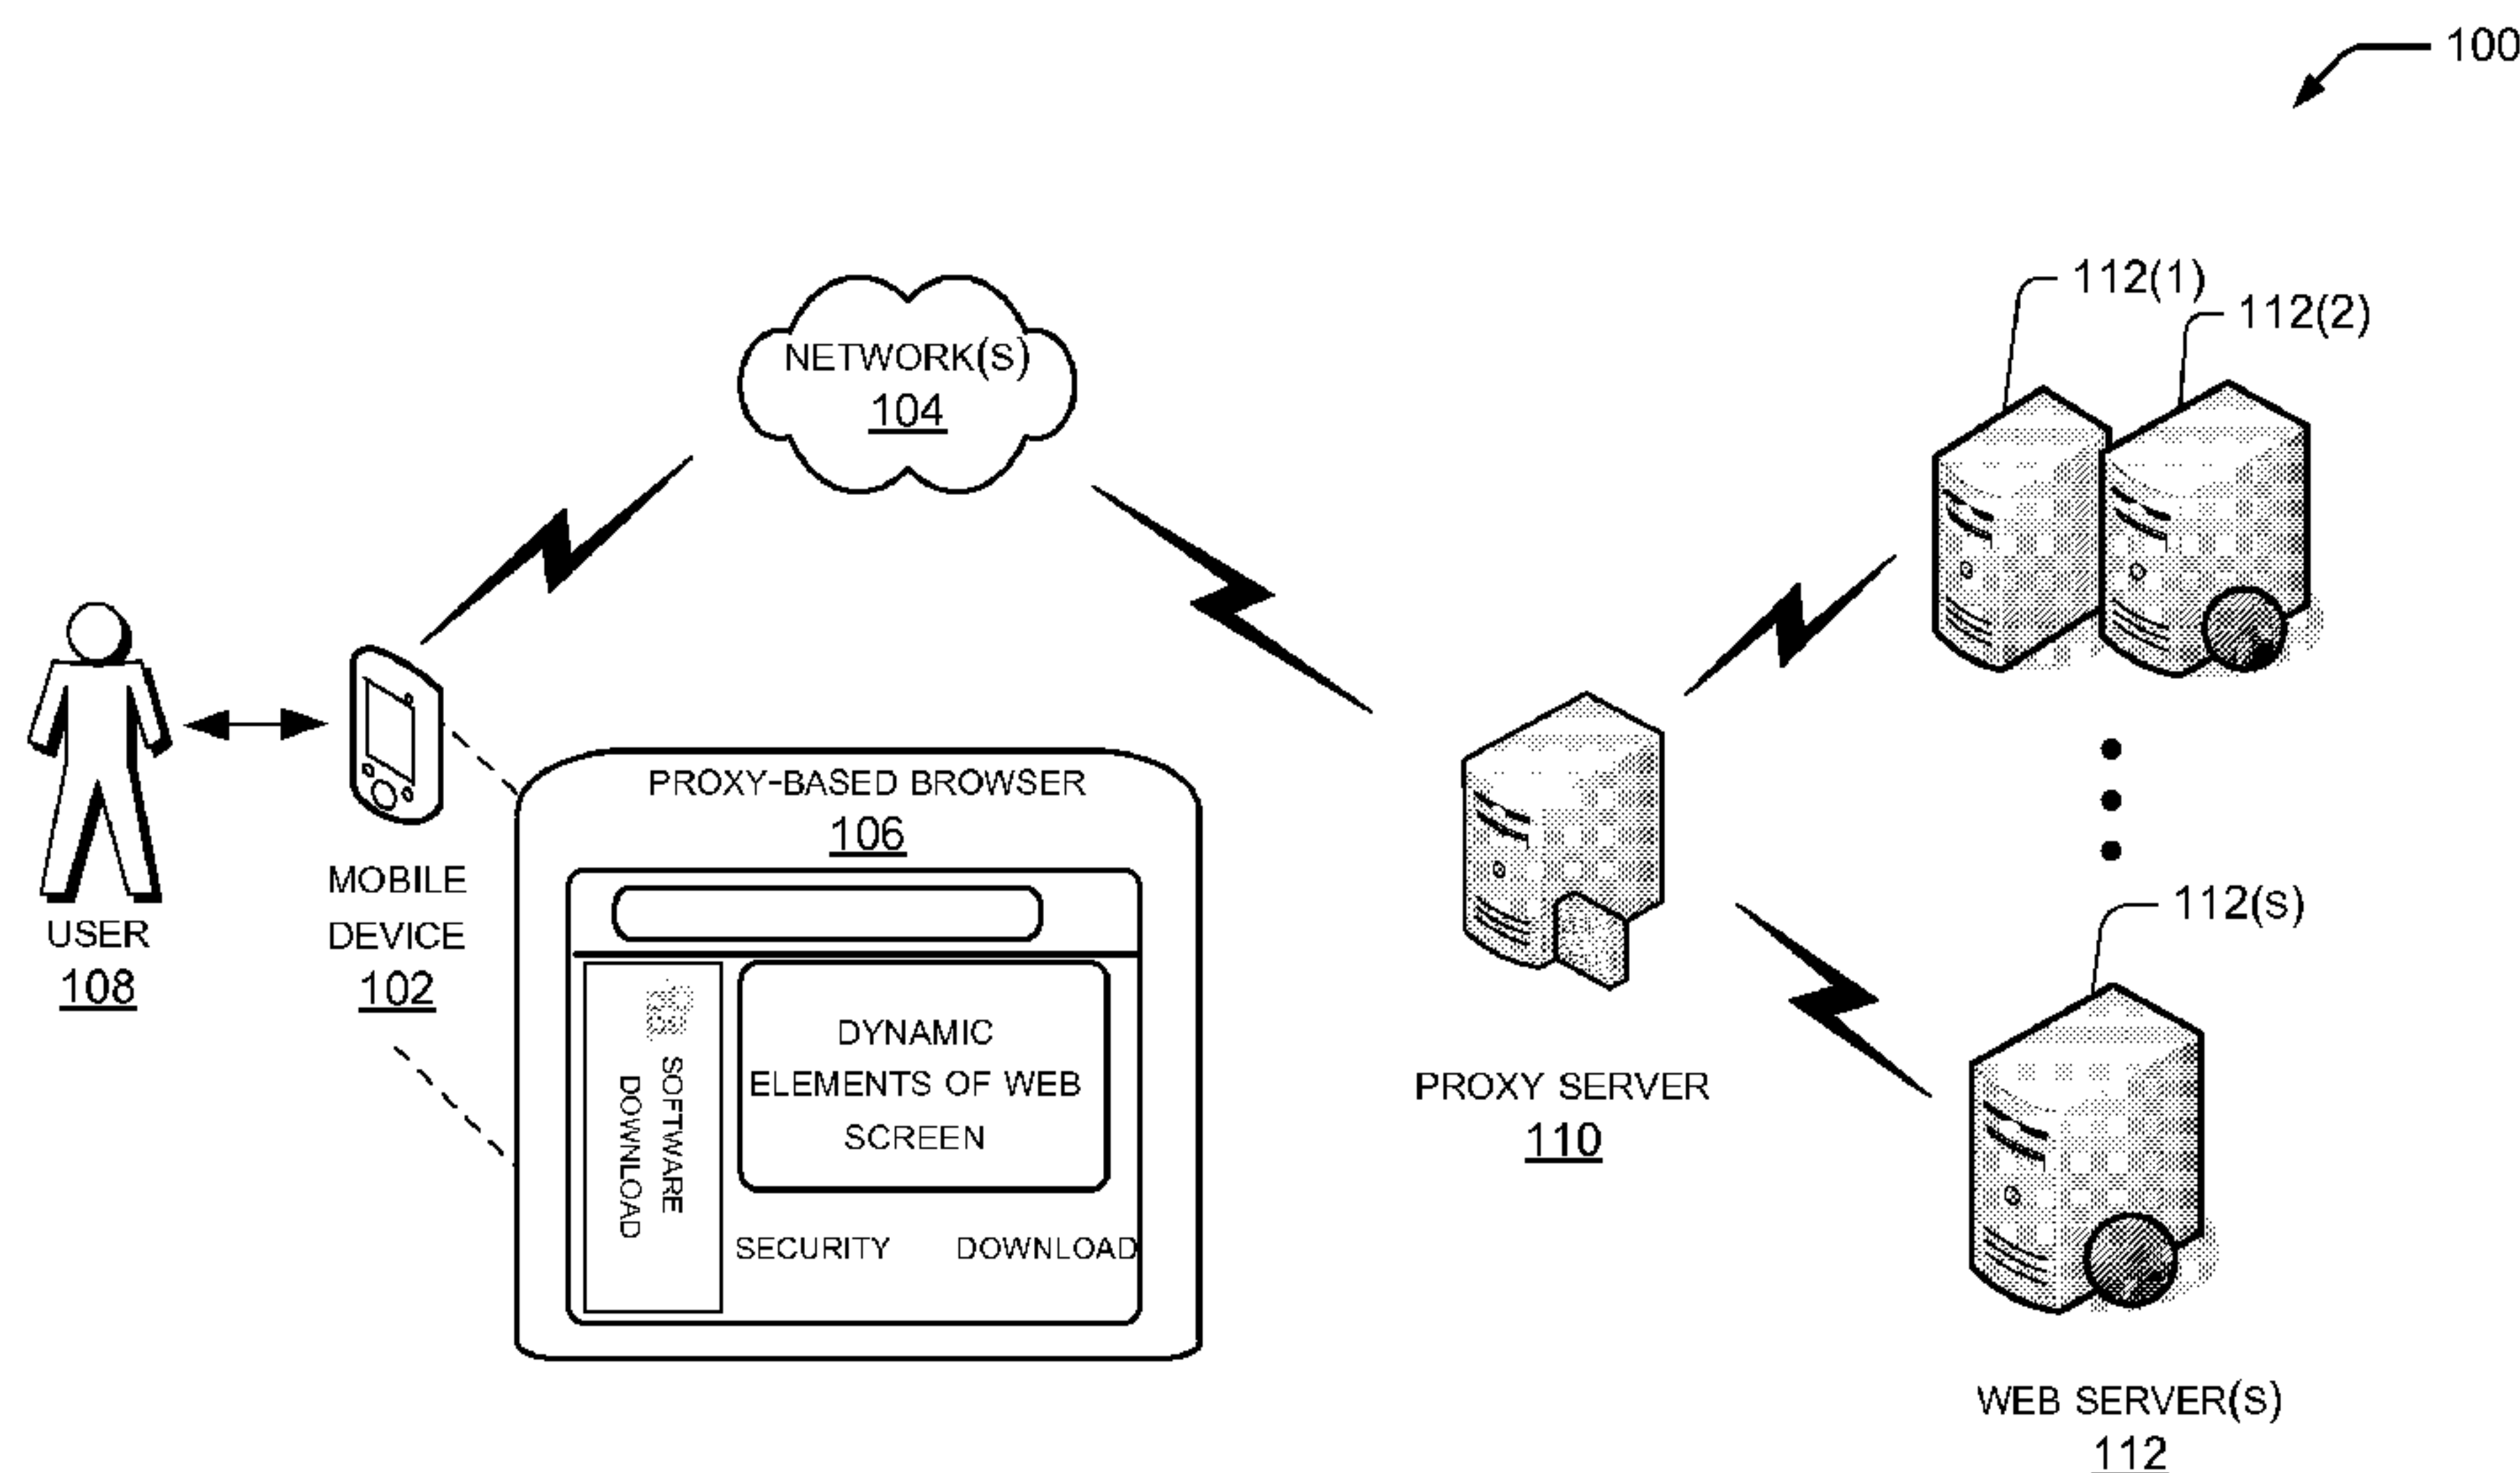 100
112(1)
112(2)
NETWORK(S)
104
PROXY-BASED BROWSER
106
MOBILE
DEVICE
102
USER
108
112(S)
SOFTWARE
DOWNLOAD
DYNAMIC
ELEMENTS OF WEB
SCREEN
SECURITY DOWNLOAD
PROXY SERVER
110
WEB SERVER(S)
112